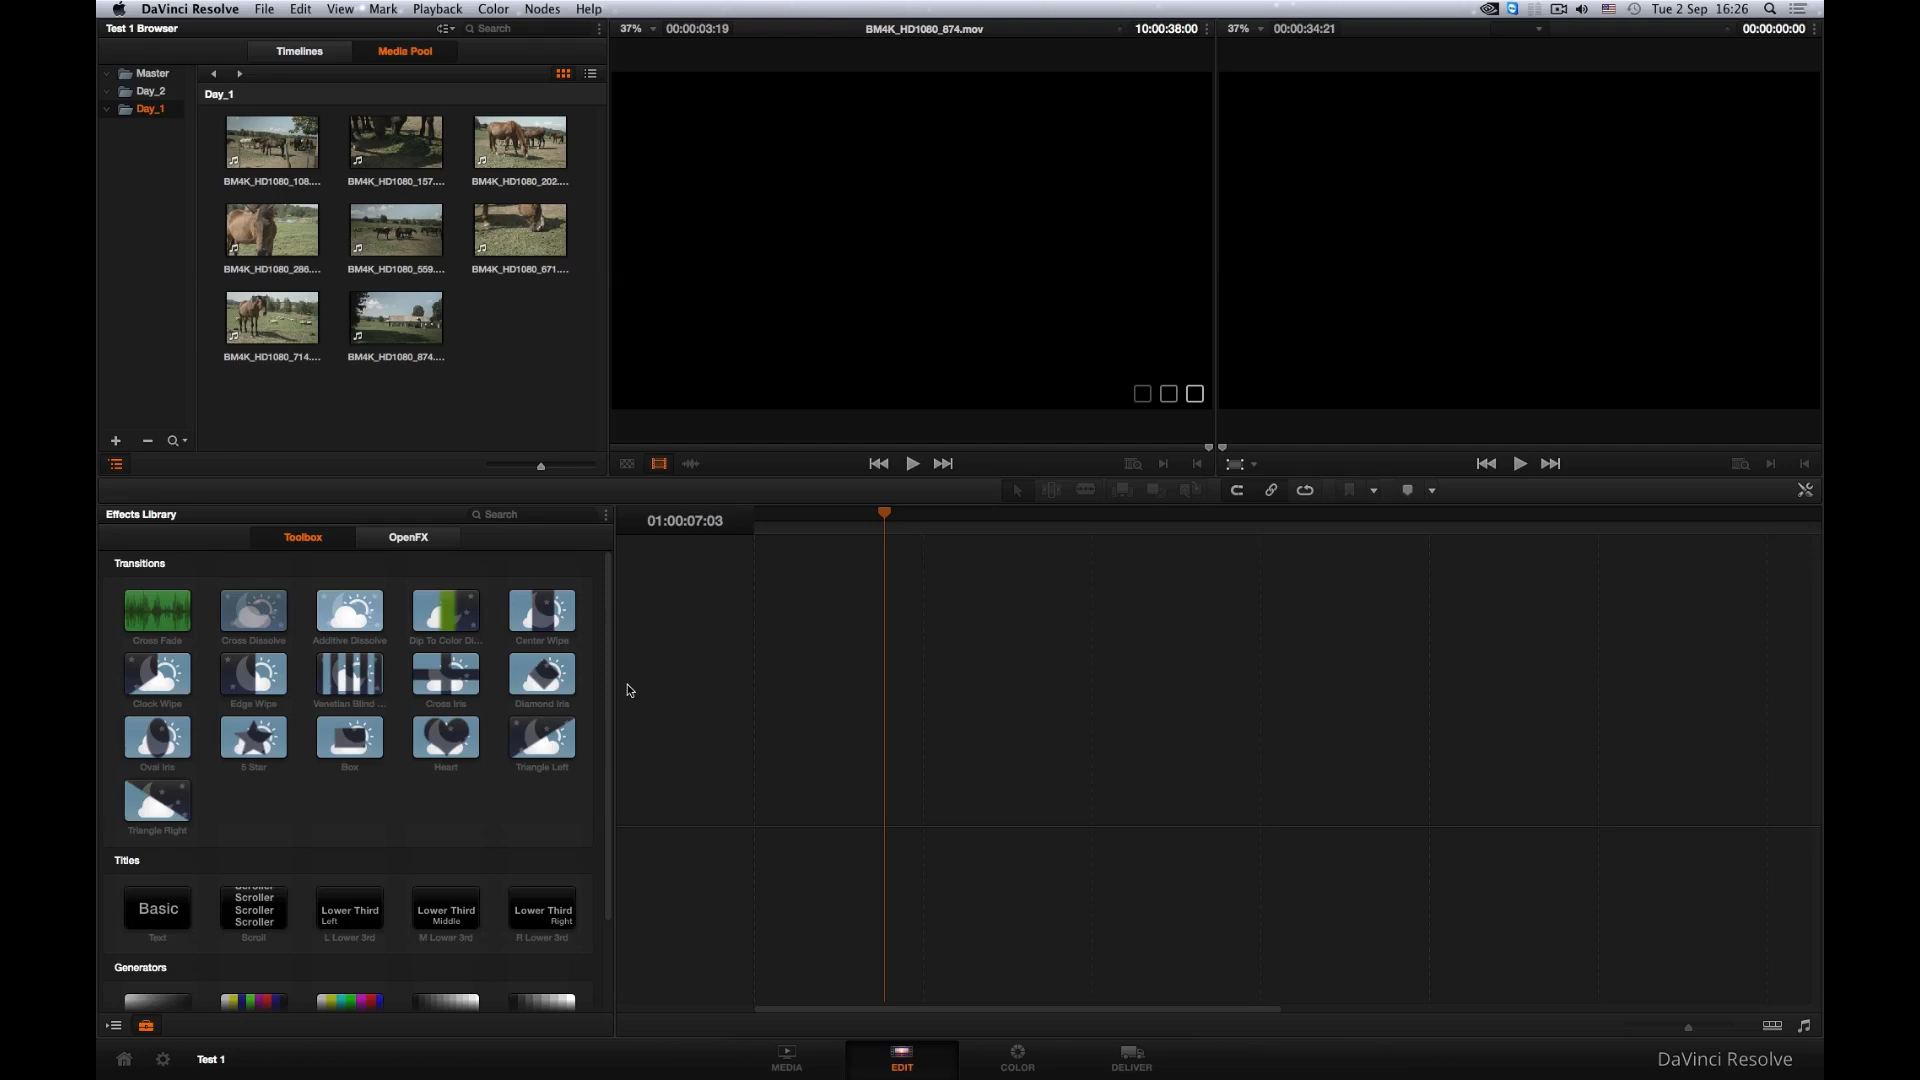 DaVinci Resolve File Edit View Mark Playback Color Nodes Help Tue 2 Sep 16:26
Test 1 Browser Search 37% 00:00:03:19 BM4K_HD1080_874.mov 10:00:38:00 37% 00:00:34:21 00:00:00:00
Timelines Media Pool
Master
Day_2
Day_1
Day_1
BM4K_HD1080_108.... BM4K_HD1080_157.... BM4K_HD1080_202....
BM4K_HD1080_286.... BM4K_HD1080_559.... BM4K_HD1080_671....
BM4K_HD1080_714.... BM4K_HD1080_874....
Effects Library Search
01:00:07:03
Toolbox OpenFX
Transitions
Cross Fade Cross Dissolve Additive Dissolve Dip To Color Di... Center Wipe
Clock Wipe Edge Wipe Venetian Blind ... Cross Iris Diamond Iris
Oval Iris 5 Star Box Heart Triangle Left
Triangle Right
Titles
Basic
Scroller
Scroller
Scroller
Scroller
Lower Third
Left
Lower Third
Middle
Lower Third
Right
Text Scroll L Lower 3rd M Lower 3rd R Lower 3rd
Generators
Test 1
MEDIA EDIT COLOR DELIVER
DaVinci Resolve